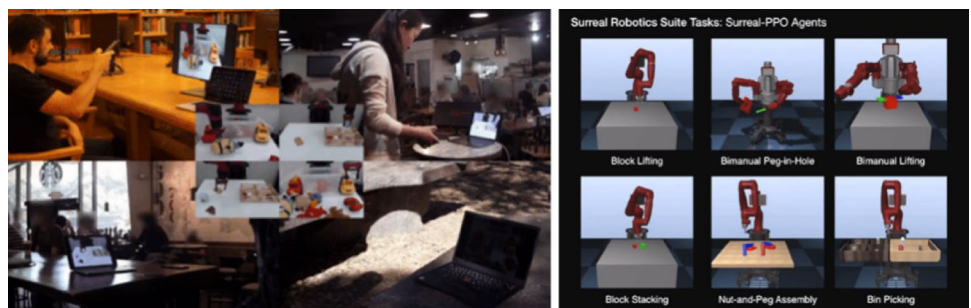 Surreal Robotics Suite Tasks: Surreal-PPO Agents
Block Lifting
Bimanual Peg-in-Hole
Bimanual Lifting
Block Stacking
Nut-and-Peg Assembly
Bin Picking